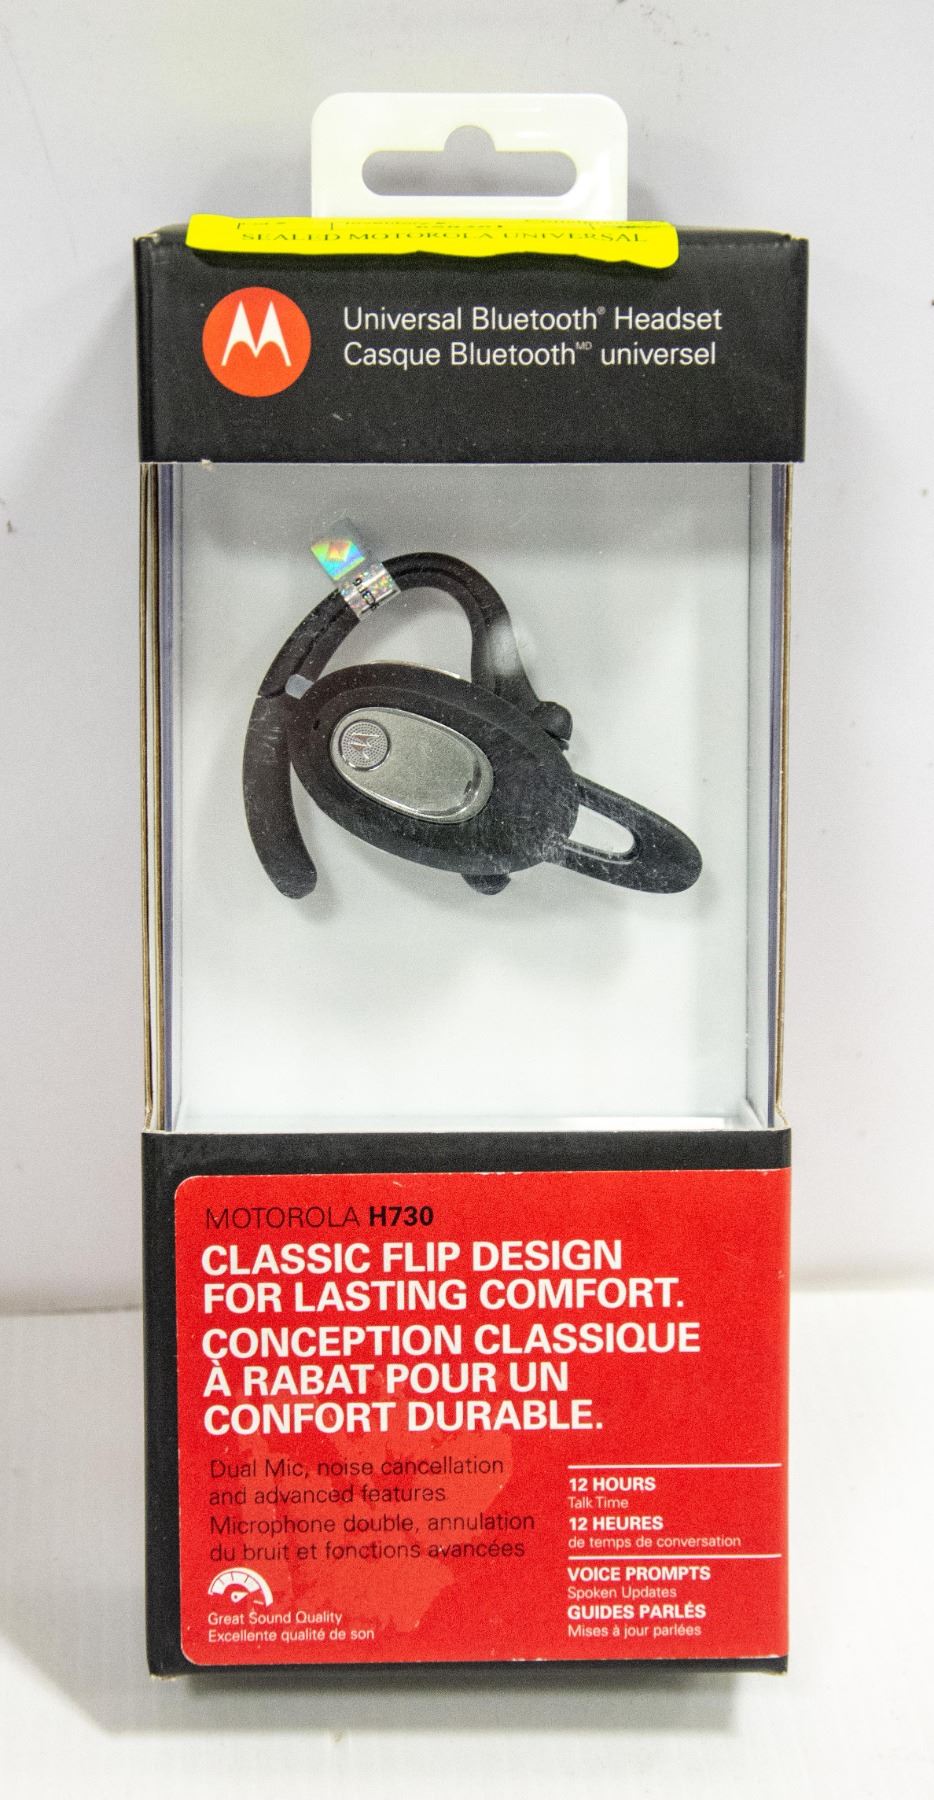 SEALED MOTOROLA UNIVERSAL
Universal Bluetooth® Headset
Casque Bluetooth MD universel
MOTOROLA H730
CLASSIC FLIP DESIGN
FOR LASTING COMFORT.
CONCEPTION CLASSIQUE
À RABAT POUR UN
CONFORT DURABLE.
Dual Mic, noise cancellation
and advanced features
Microphone double, annulation
du bruit et fonctions avancées
Great Sound Quality
Excellente qualité de son
12 HOURS
Talk Time
12 HEURES
de temps de conversation
VOICE PROMPTS
Spoken Updates
GUIDES PARLÉS
Mises à jour parlées